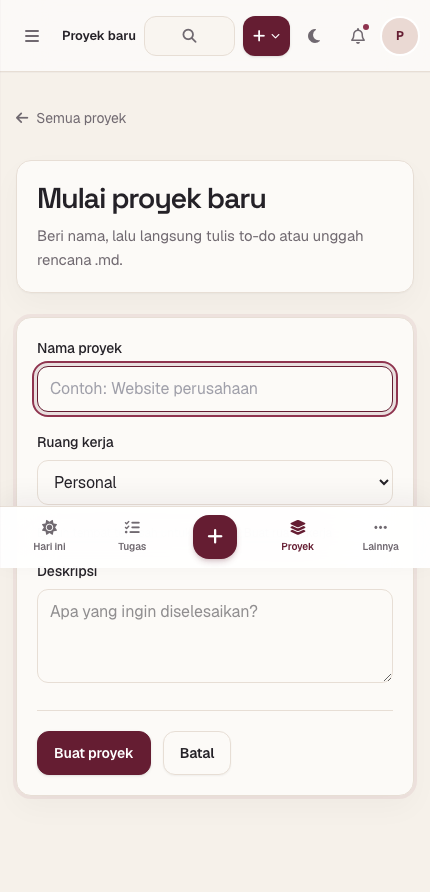 Proyek baru
P
Semua proyek
Mulai proyek baru
Beri nama, lalu langsung tulis to-do atau unggah
rencana .md.
Nama proyek
Contoh: Website perusahaan
Ruang kerja
Personal
Hari ini
Tugas
Proyek
Lainnya
Deskripsi
Apa yang ingin diselesaikan?
Buat proyek
Batal